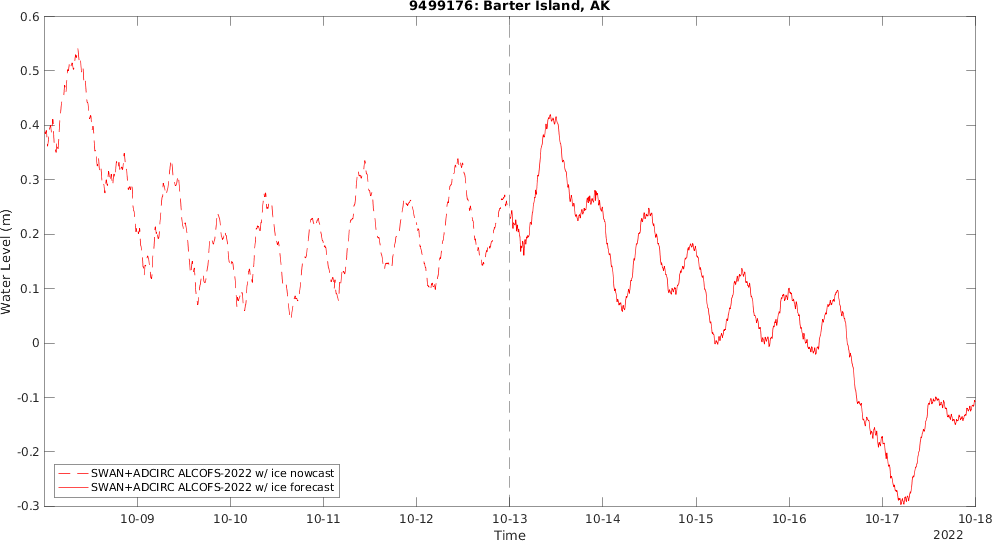 9499176: Barter Island, AK
0.6
0.5
0.4
0.3
0.2
0.1
0
-0.1
-0.2
-0.3
Water Level (m)
SWAN+ADCIRC ALCOFS-2022 w/ ice nowcast
SWAN+ADCIRC ALCOFS-2022 w/ ice forecast
10-09 10-10 10-11 10-12 10-13 10-14 10-15 10-16 10-17 10-18
Time
2022